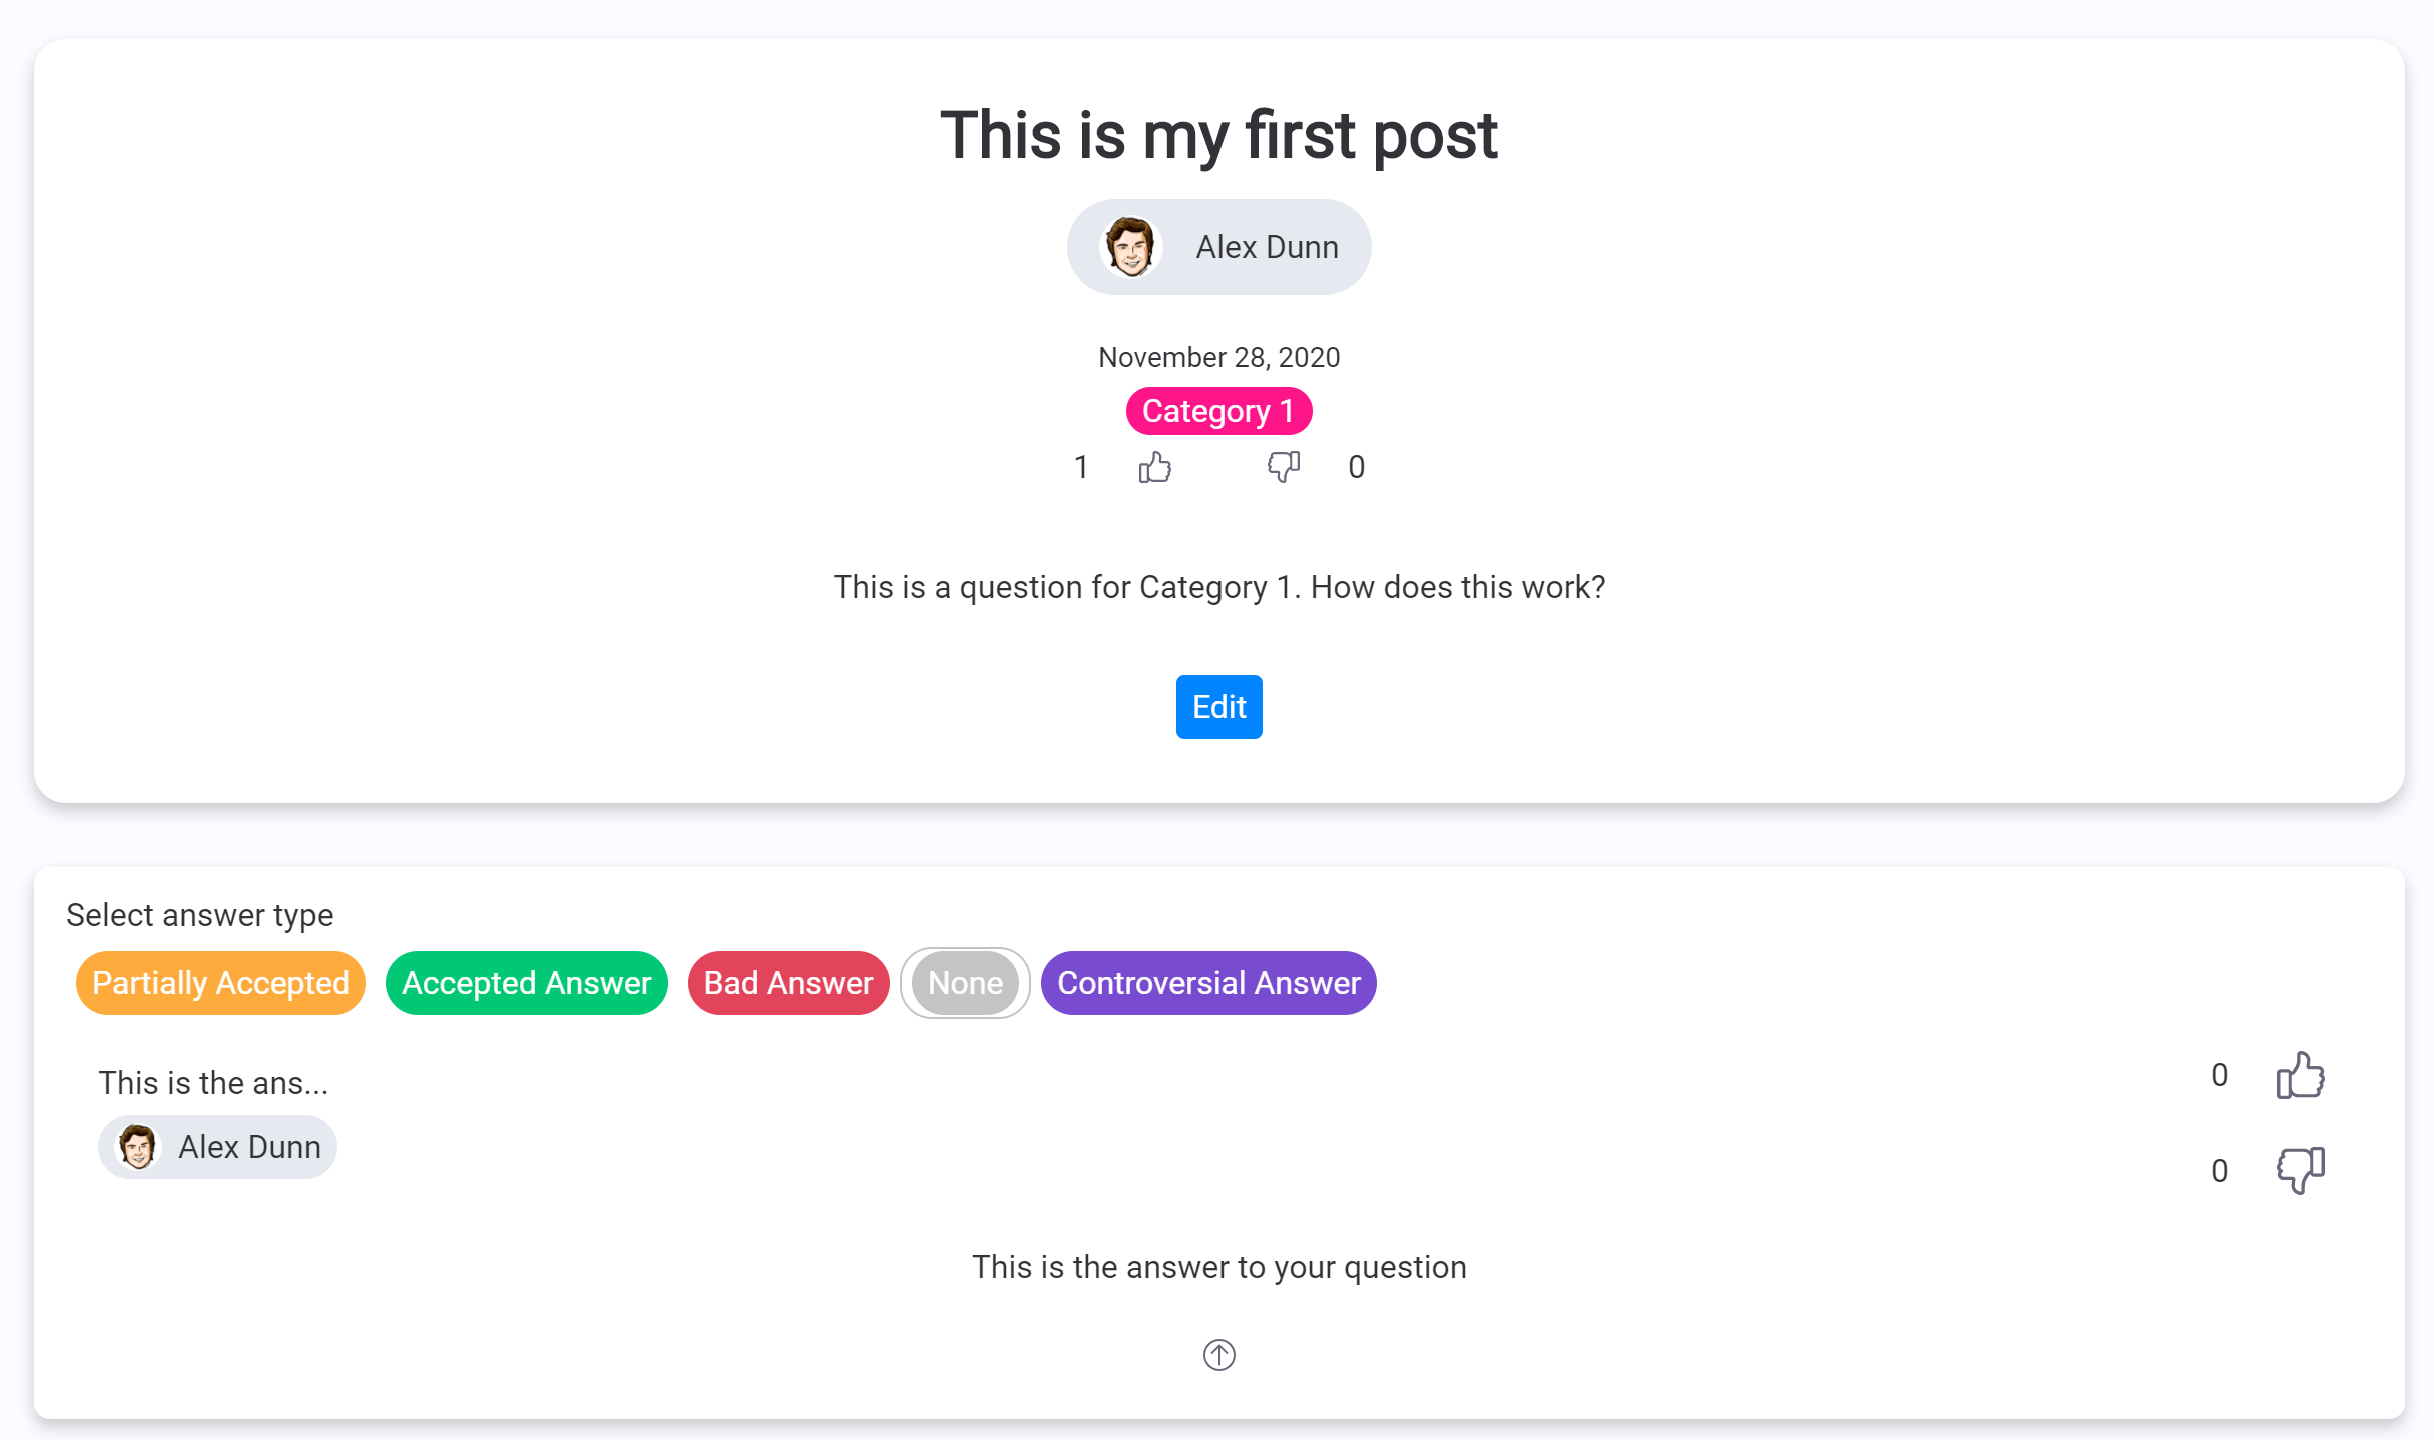 This is my first post
Alex Dunn
November 28, 2020
Category 1
1 0
This is a question for Category 1. How does this work?
Edit
Select answer type
Partially Accepted Accepted Answer Bad Answer None Controversial Answer
This is the ans... 0
Alex Dunn 0
This is the answer to your question